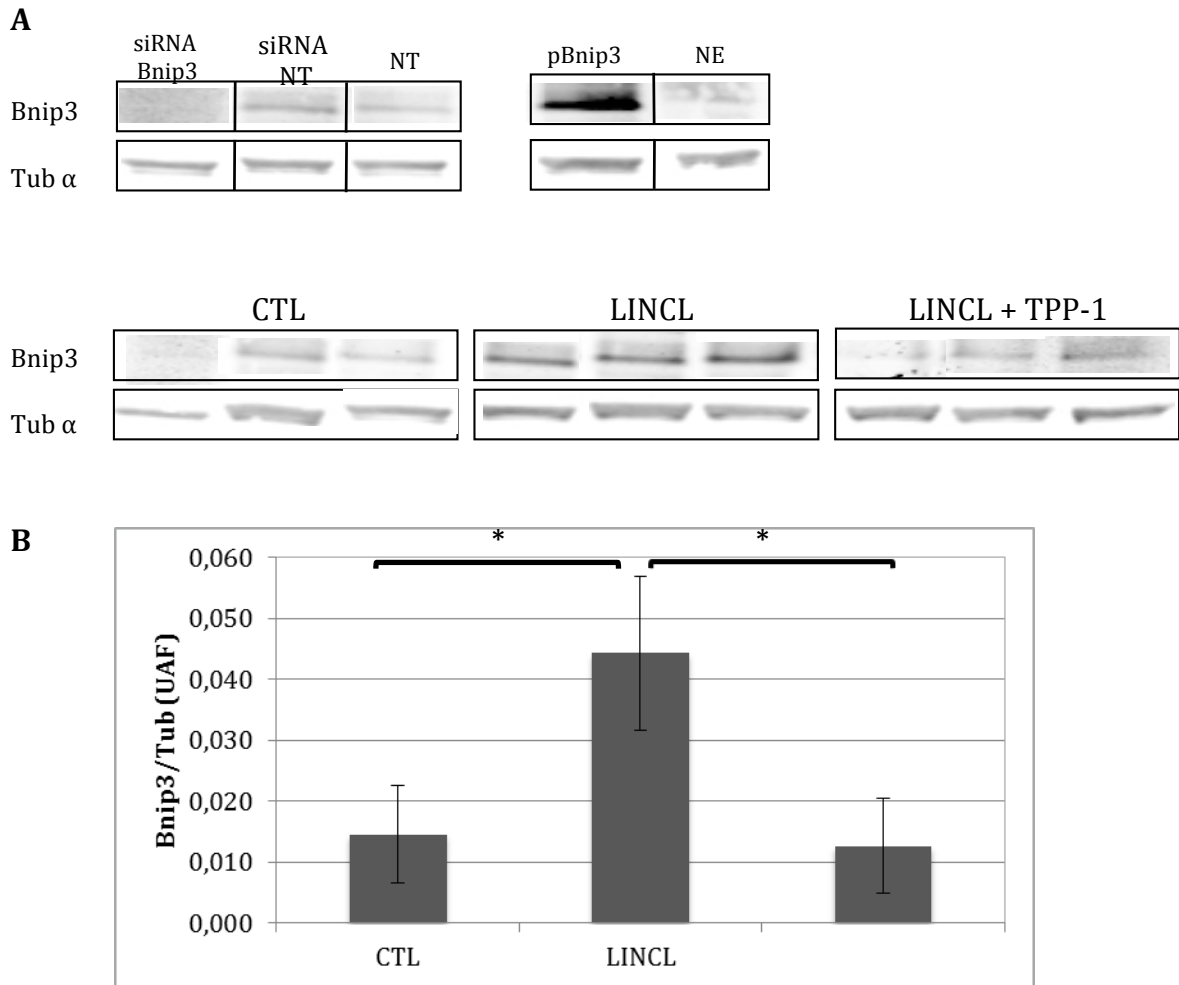 A
siRNA Bnip3
siRNA NT
NT
pBnip3
NE
Bnip3
Tub α
CTL
LINCL
LINCL + TPP-1
Bnip3
Tub α
B
* *
0,060
0,050
0,040
0,030
0,020
0,010
0,000
Bnip3/Tub (UAF)
CTL LINCL